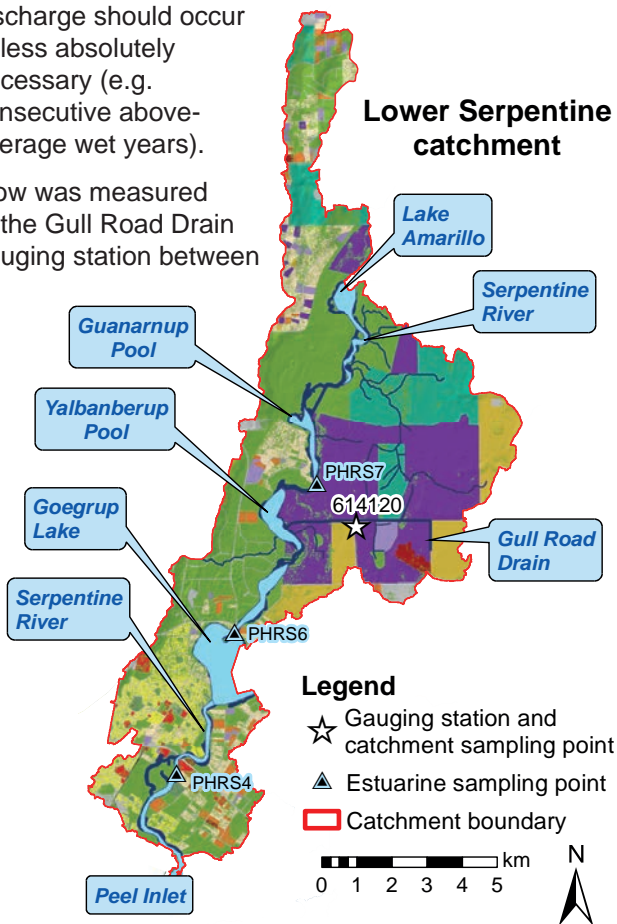 scharge should occur
less absolutely
cessary (e.g.
nsecutive above-
erage wet years).
ow was measured
the Gull Road Drain
uging station between
Lower Serpentine
catchment
Lake
Amarillo
Serpentine
River
Guanarnup
Pool
Yalbanberup
Pool
PHRS7
614120
Goegrup
Lake
Gull Road
Drain
Serpentine
River
PHRS6
PHRS4
Peel Inlet
Legend
Gauging station and
catchment sampling point
Estuarine sampling point
Catchment boundary
km
0 1 2 3 4 5
N